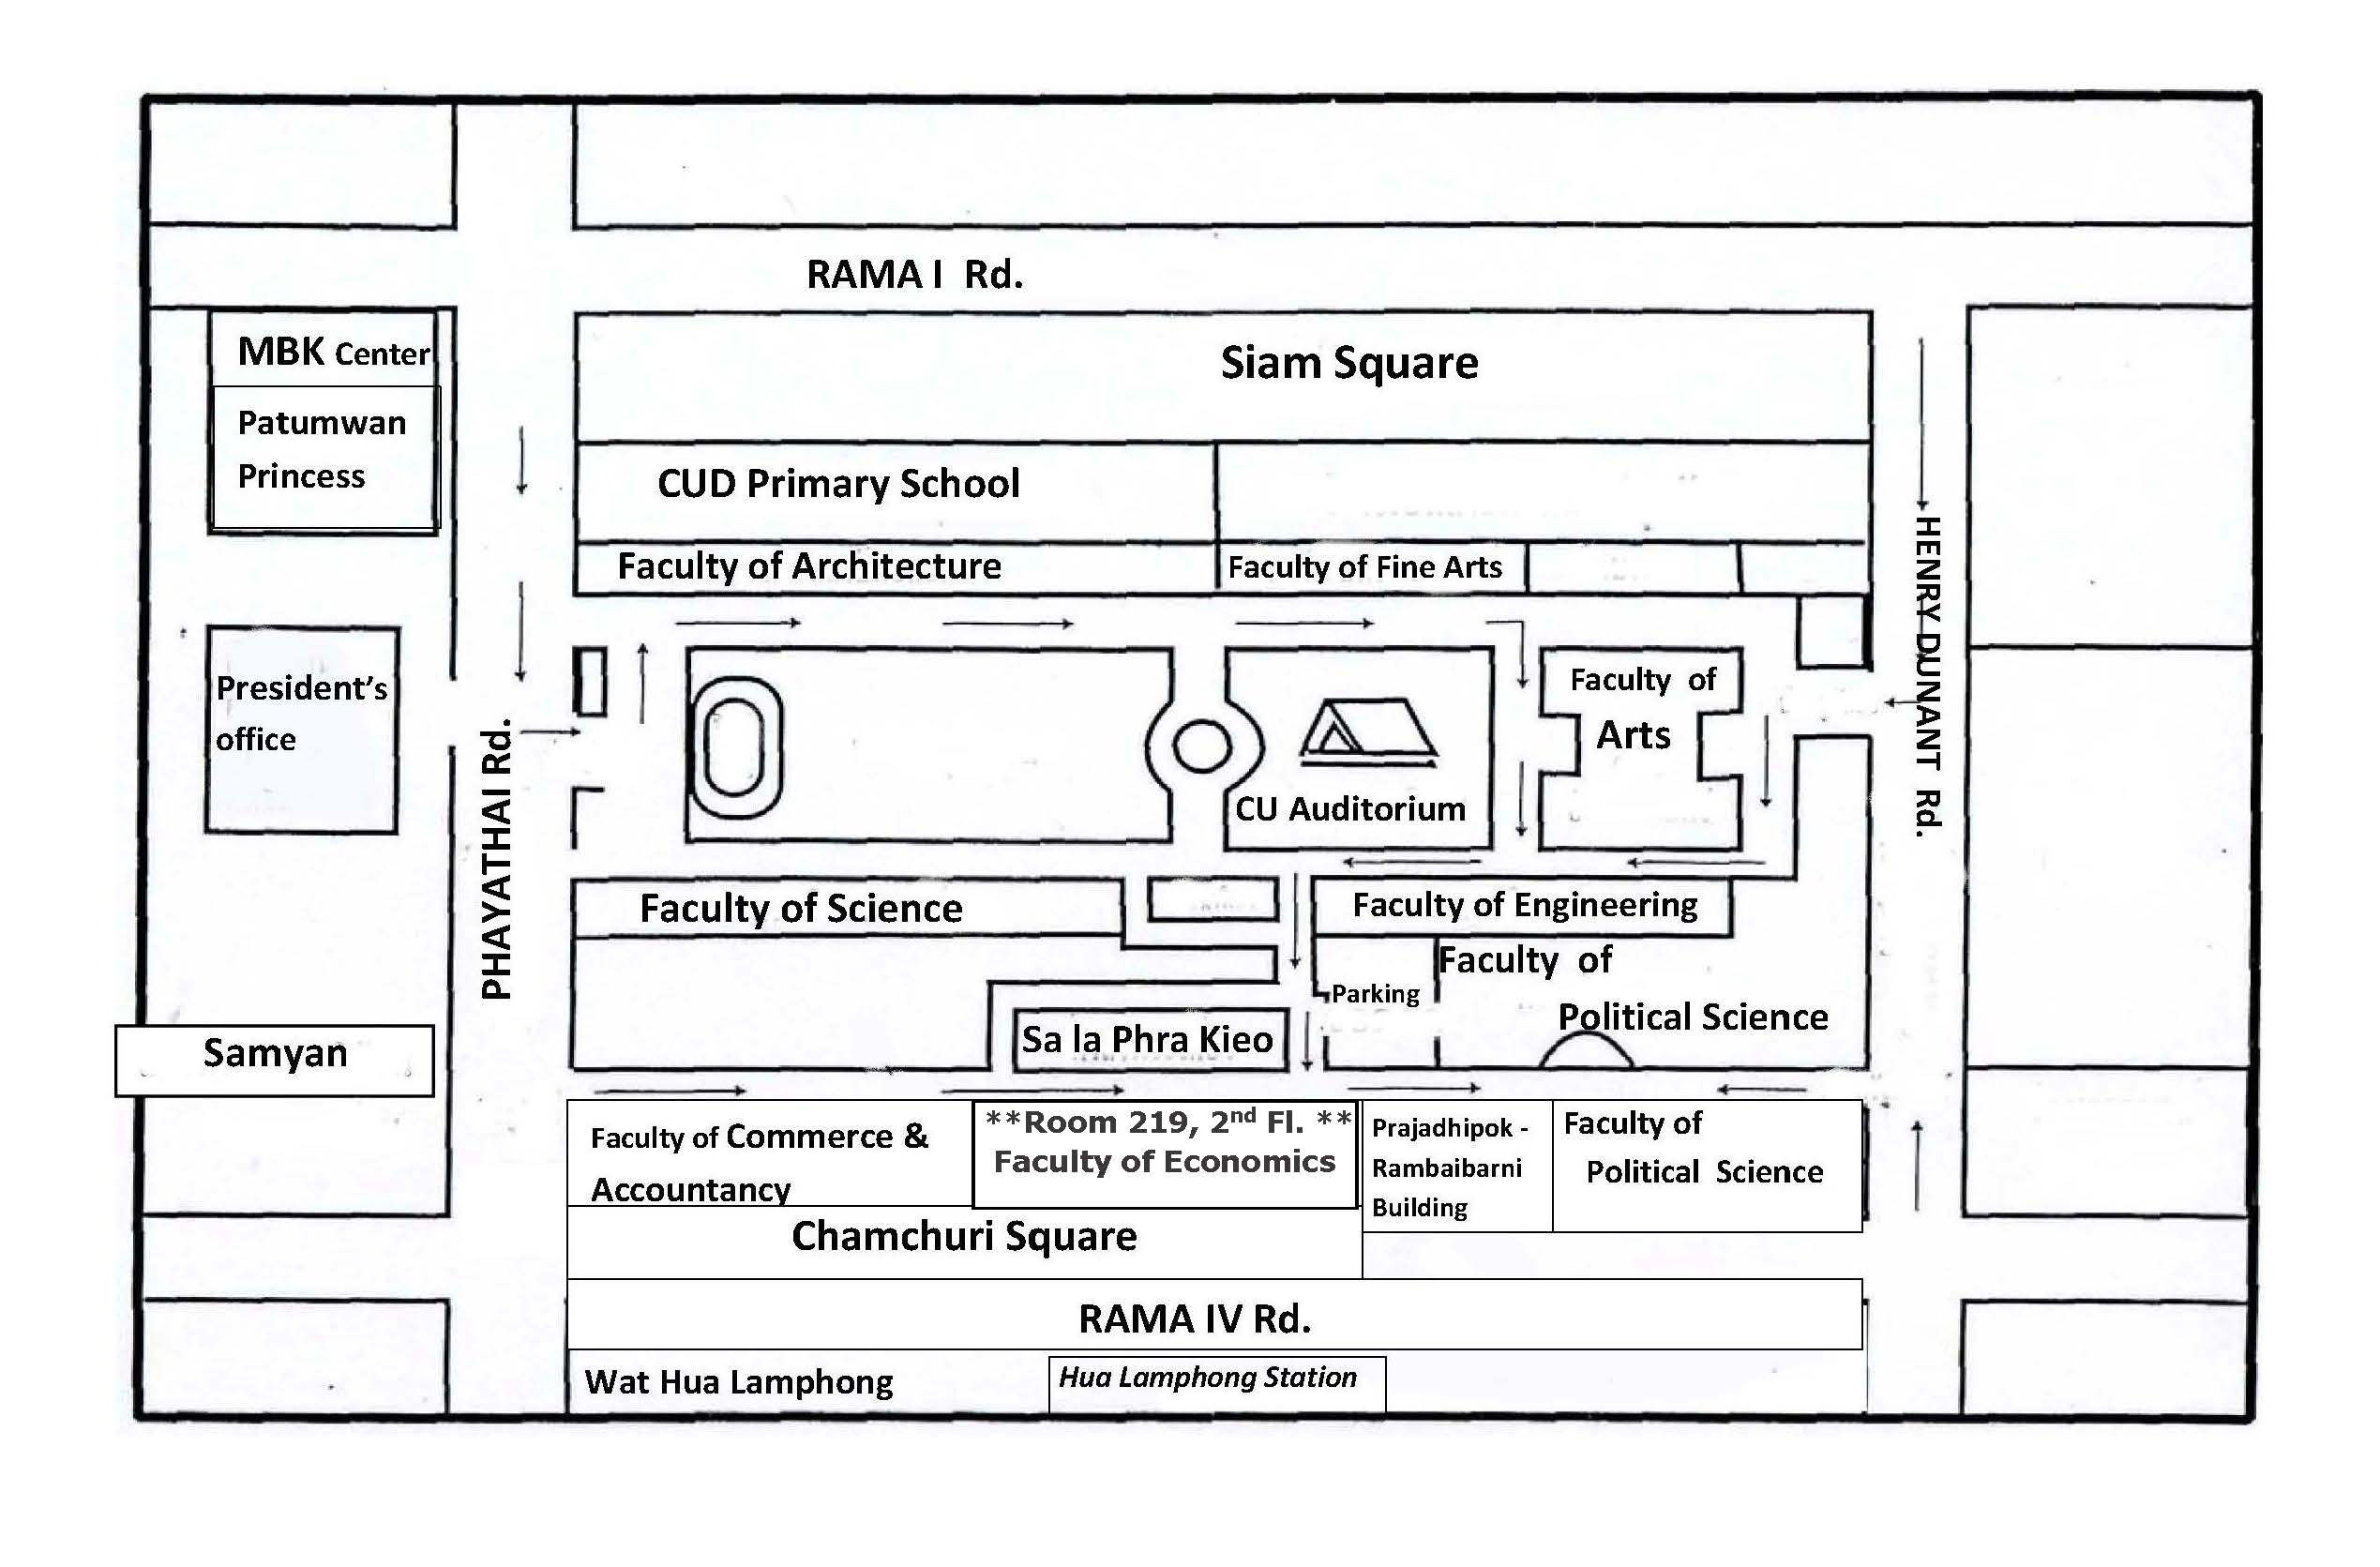 RAMA I Rd.
MBK Center
Patumwan
Princess
Siam Square
CUD Primary School
Faculty of Architecture
Faculty of Fine Arts
HENRY DUNANT Rd.
President's
office
PHAYATHAI Rd.
Faculty of
Arts
CU Auditorium
Faculty of Science
Faculty of Engineering
Parking
Faculty of
Political Science
Samyan
Sa la Phra Kieo
Faculty of Commerce &
Accountancy
**Room 219, 2nd Fl. **
Faculty of Economics
Prajadhipok -
Rambaibarni
Building
Faculty of
Political Science
Chamchuri Square
RAMA IV Rd.
Wat Hua Lamphong
Hua Lamphong Station